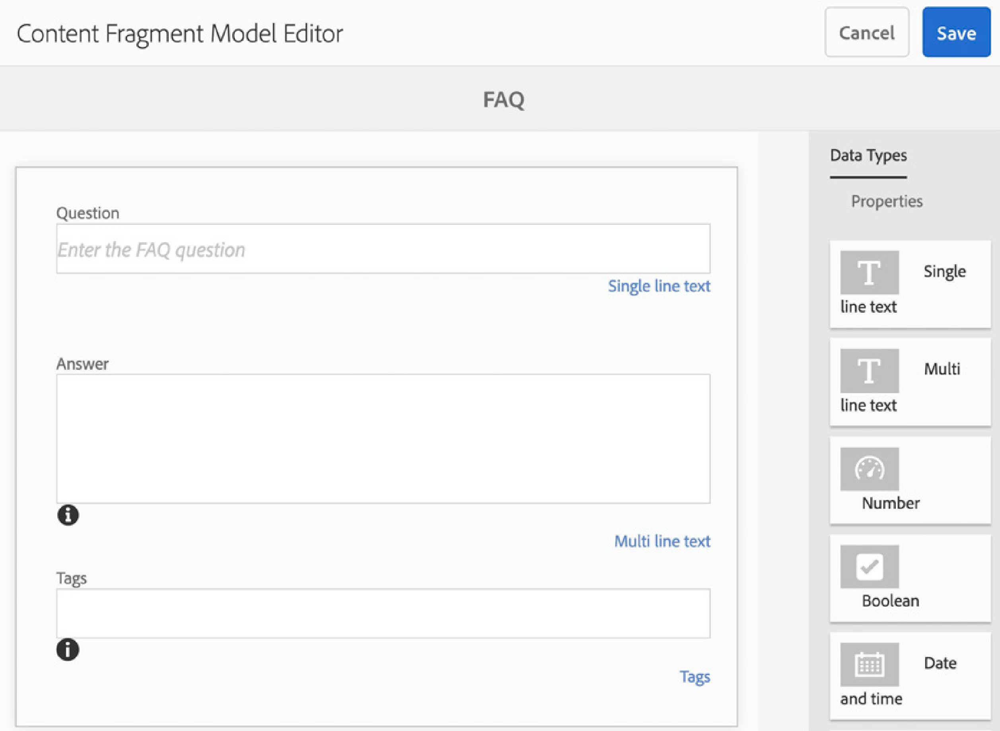 Content Fragment Model Editor
Cancel
Save
FAQ
Question
Enter the FAQ question
Single line text
Answer
Multi line text
Tags
Tags
Data Types
Properties
Single
line text
Multi
line text
Number
Boolean
Date
and time